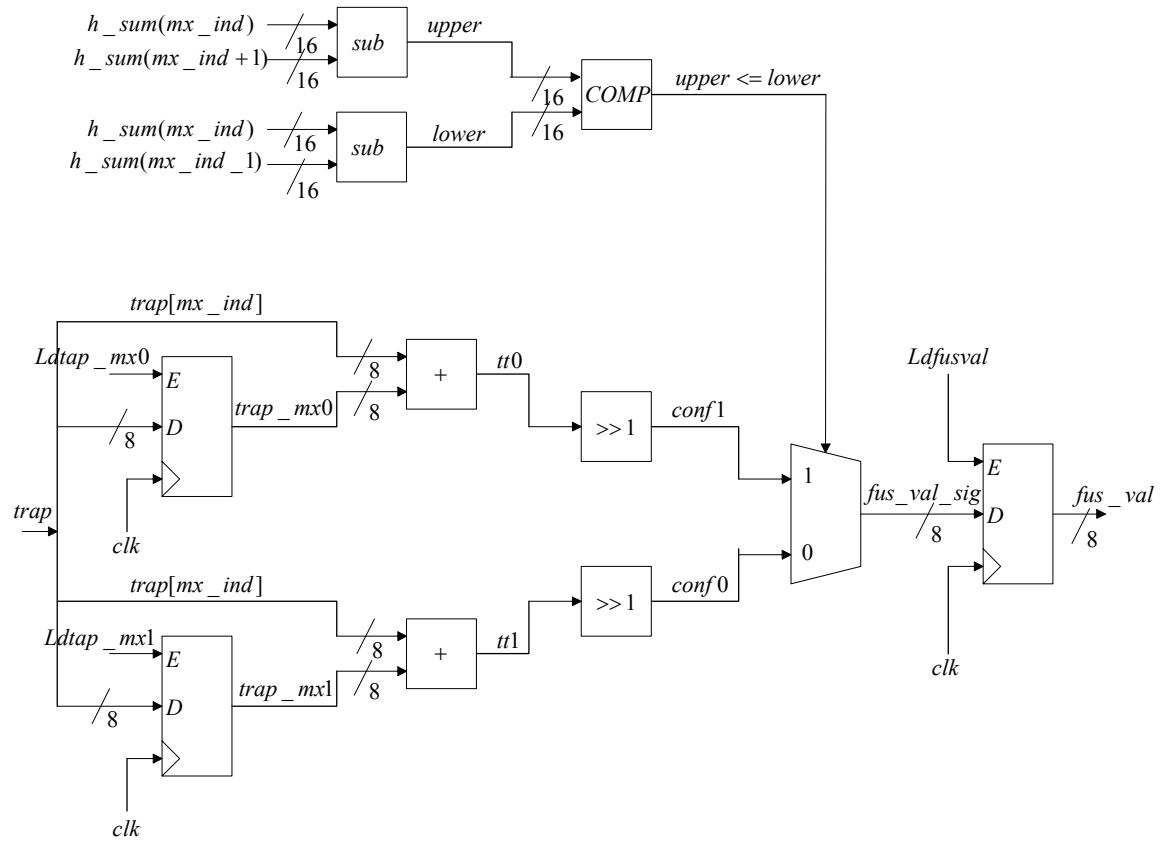 h_sum(mx_ind)
16
sub
upper
h_sum(mx_ind+1)
16
16
COMP
upper <= lower
16
h_sum(mx_ind)
16
sub
lower
h_sum(mx_ind_1)
16
trap[mx_ind]
Ldtap_mx0
E
8
+
tt0
Ldfusval
8
D
trap_mx0
8
>>1
conf1
E
1
trap
clk
fus_val_sig
8
D
fus_val
8
0
trap[mx_ind]
>>1
conf0
Ldtap_mx1
E
8
+
tt1
clk
8
D
trap_mx1
8
clk